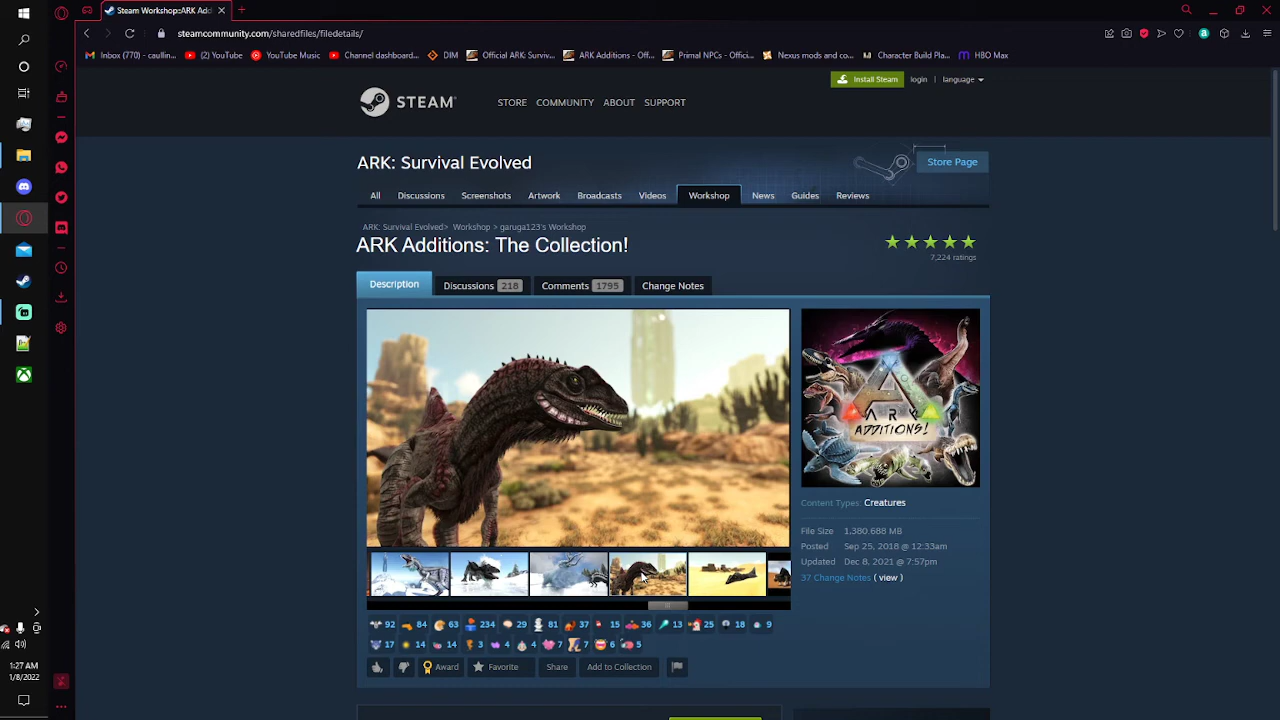 Steam Workshop::ARK Ad
steamcommunity.com/sharedfiles/filedetails/
Inbox (770) – caullin...
(2) YouTube
YouTube Music
Channel dashboard...
DIM
Official ARK: Surviv...
ARK Additions - Off...
Primal NPCs - Offici...
Nexus mods and co...
Character Build Pla...
HBO Max
Install Steam
login
language
STEAM
STORE
COMMUNITY
ABOUT
SUPPORT
ARK: Survival Evolved
Store Page
All
Discussions
Screenshots
Artwork
Broadcasts
Videos
Workshop
News
Guides
Reviews
ARK: Survival Evolved> Workshop > garuga123's Workshop
ARK Additions: The Collection!
7,224 ratings
Description
Discussions 218
Comments 1795
Change Notes
ARK
ADDITIONS!
Content Types: Creatures
File Size 1,380.688 MB
Posted Sep 25, 2018 @ 12:33am
Updated Dec 8, 2021 @ 7:57pm
37 Change Notes ( view )
92 84 63 234 29 81 37 15 36 13 25 18 9
17 14 14 3 4 4 7 7 6 5
Award
Favorite
Share
Add to Collection
1:27 AM
1/8/2022